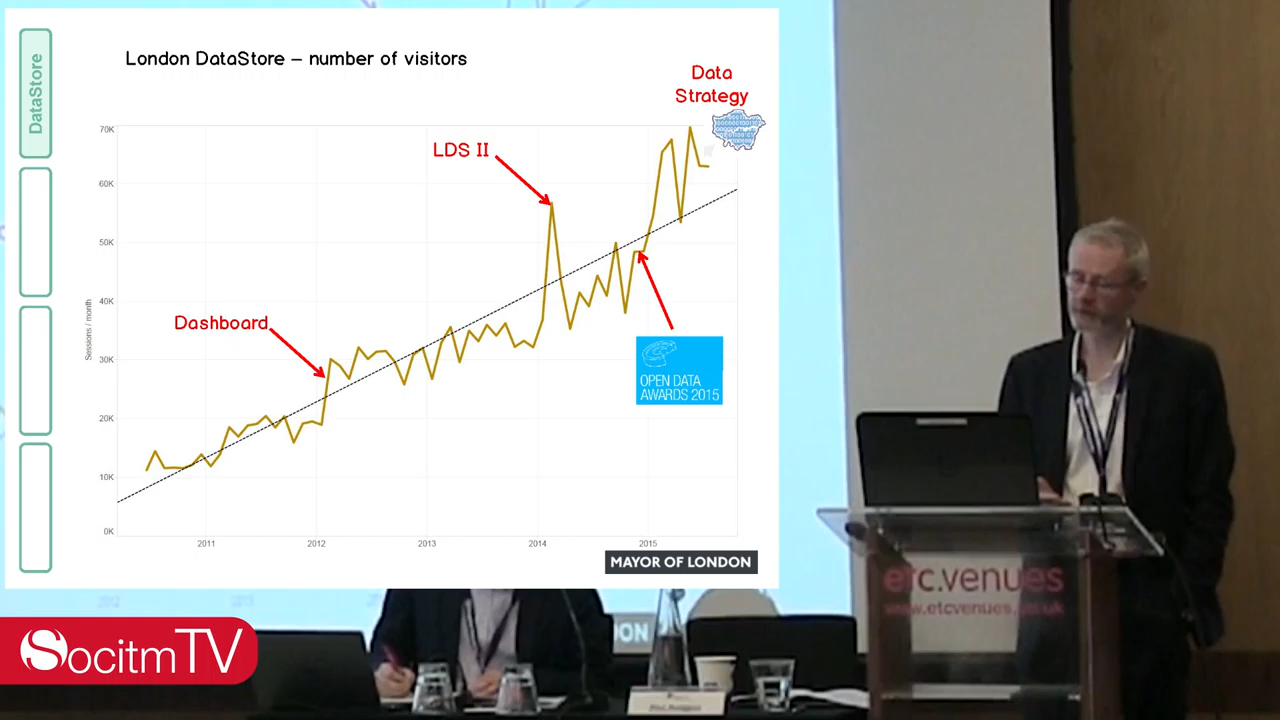 DataStore
London DataStore – number of visitors
Data
Strategy
LDS II
Dashboard
70K
60K
50K
40K
30K
20K
10K
0K
Sessions / month
2011
2012
2013
2014
2015
OPEN DATA
AWARDS 2015
MAYOR OF LONDON
SocitmTV
etc.venues
www.etcvenues.co.uk